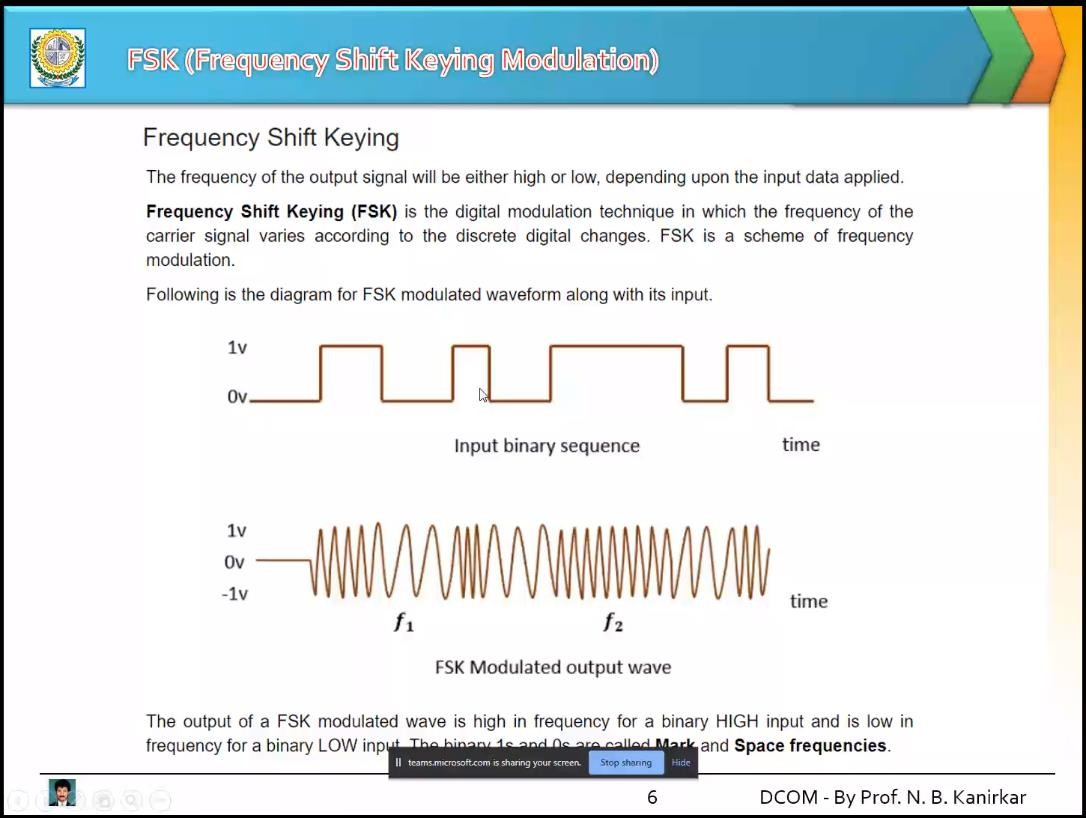 FSK (Frequency Shift Keying Modulation)
Frequency Shift Keying
The frequency of the output signal will be either high or low, depending upon the input data applied.
Frequency Shift Keying (FSK) is the digital modulation technique in which the frequency of the
carrier signal varies according to the discrete digital changes. FSK is a scheme of frequency
modulation.
Following is the diagram for FSK modulated waveform along with its input.
1v
0v
Input binary sequence
time
1v
0v
-1v
time
f₁
f₂
FSK Modulated output wave
The output of a FSK modulated wave is high in frequency for a binary HIGH input and is low in
frequency for a binary LOW input. The binary 1s and 0s are called Mark and Space frequencies.
teams.microsoft.com is sharing your screen.
Stop sharing
Hide
6
DCOM - By Prof. N. B. Kanirkar